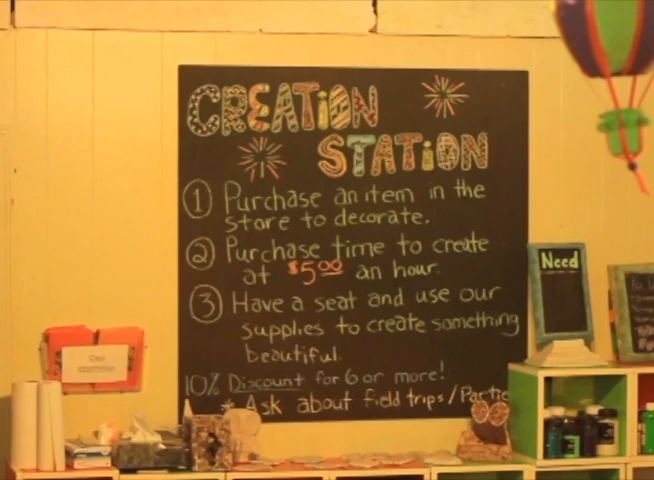 CREATION
STATION
1 Purchase an item in the
store to decorate.
2 Purchase time to create
at $5.00 an hour.
3 Have a seat and use our
supplies to create something
beautiful.
10% Discount for 6 or more!
* Ask about field trips/Partie
Need
Class
information